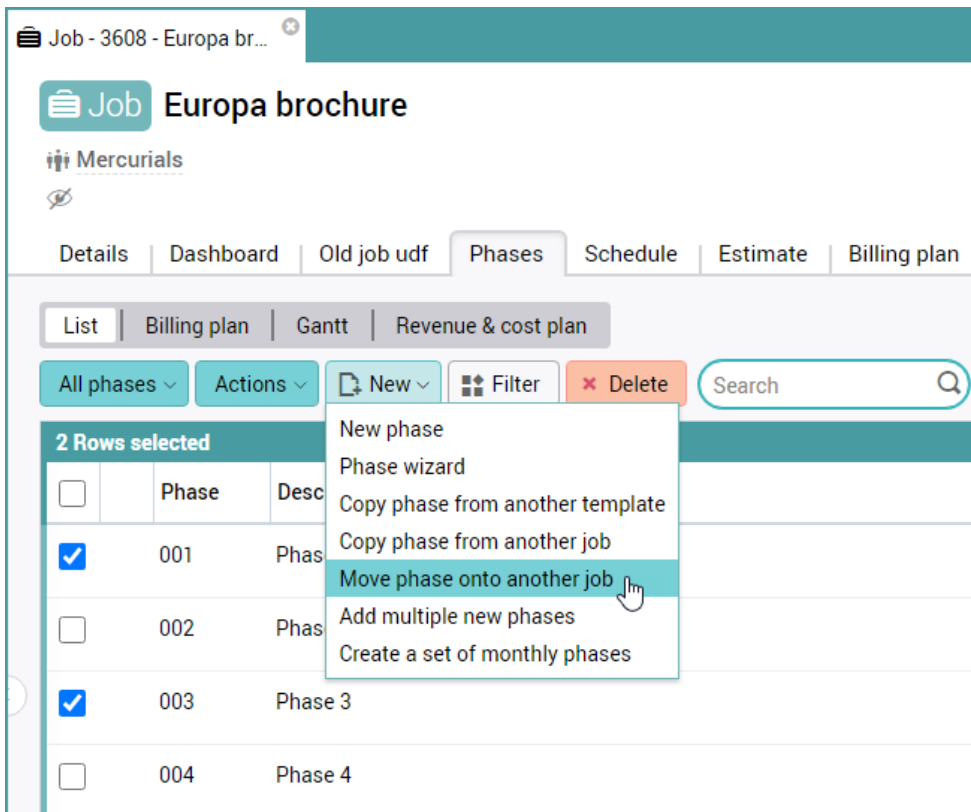 Job - 3608 - Europa br...
Job Europa brochure
Mercurials
Details Dashboard Old job udf Phases Schedule Estimate Billing plan
List Billing plan Gantt Revenue & cost plan
All phases Actions New Filter Delete Search
2 Rows selected
New phase
Phase wizard
Phase Desc
Copy phase from another template
Copy phase from another job
001 Phas
Move phase onto another job
Add multiple new phases
002 Phas
Create a set of monthly phases
003 Phase 3
004 Phase 4